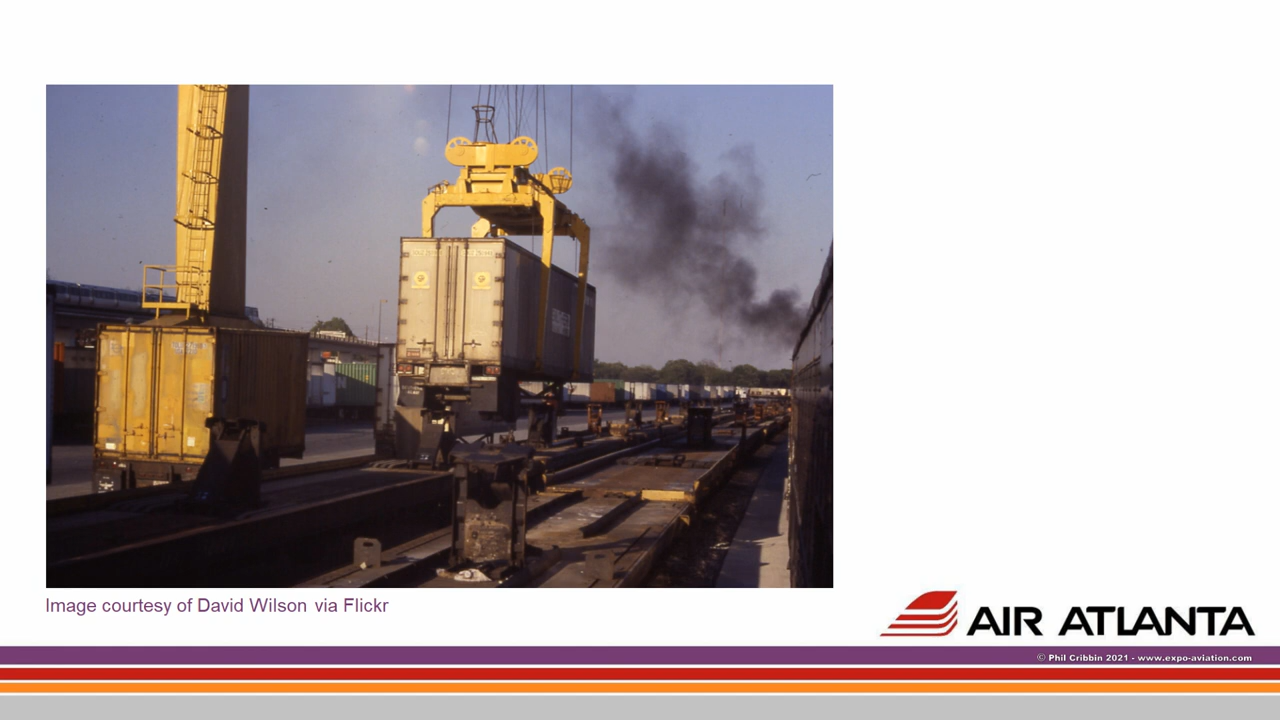 Image courtesy of David Wilson via Flickr
AIR ATLANTA
© Phil Cribbin 2021 - www.expo-aviation.com